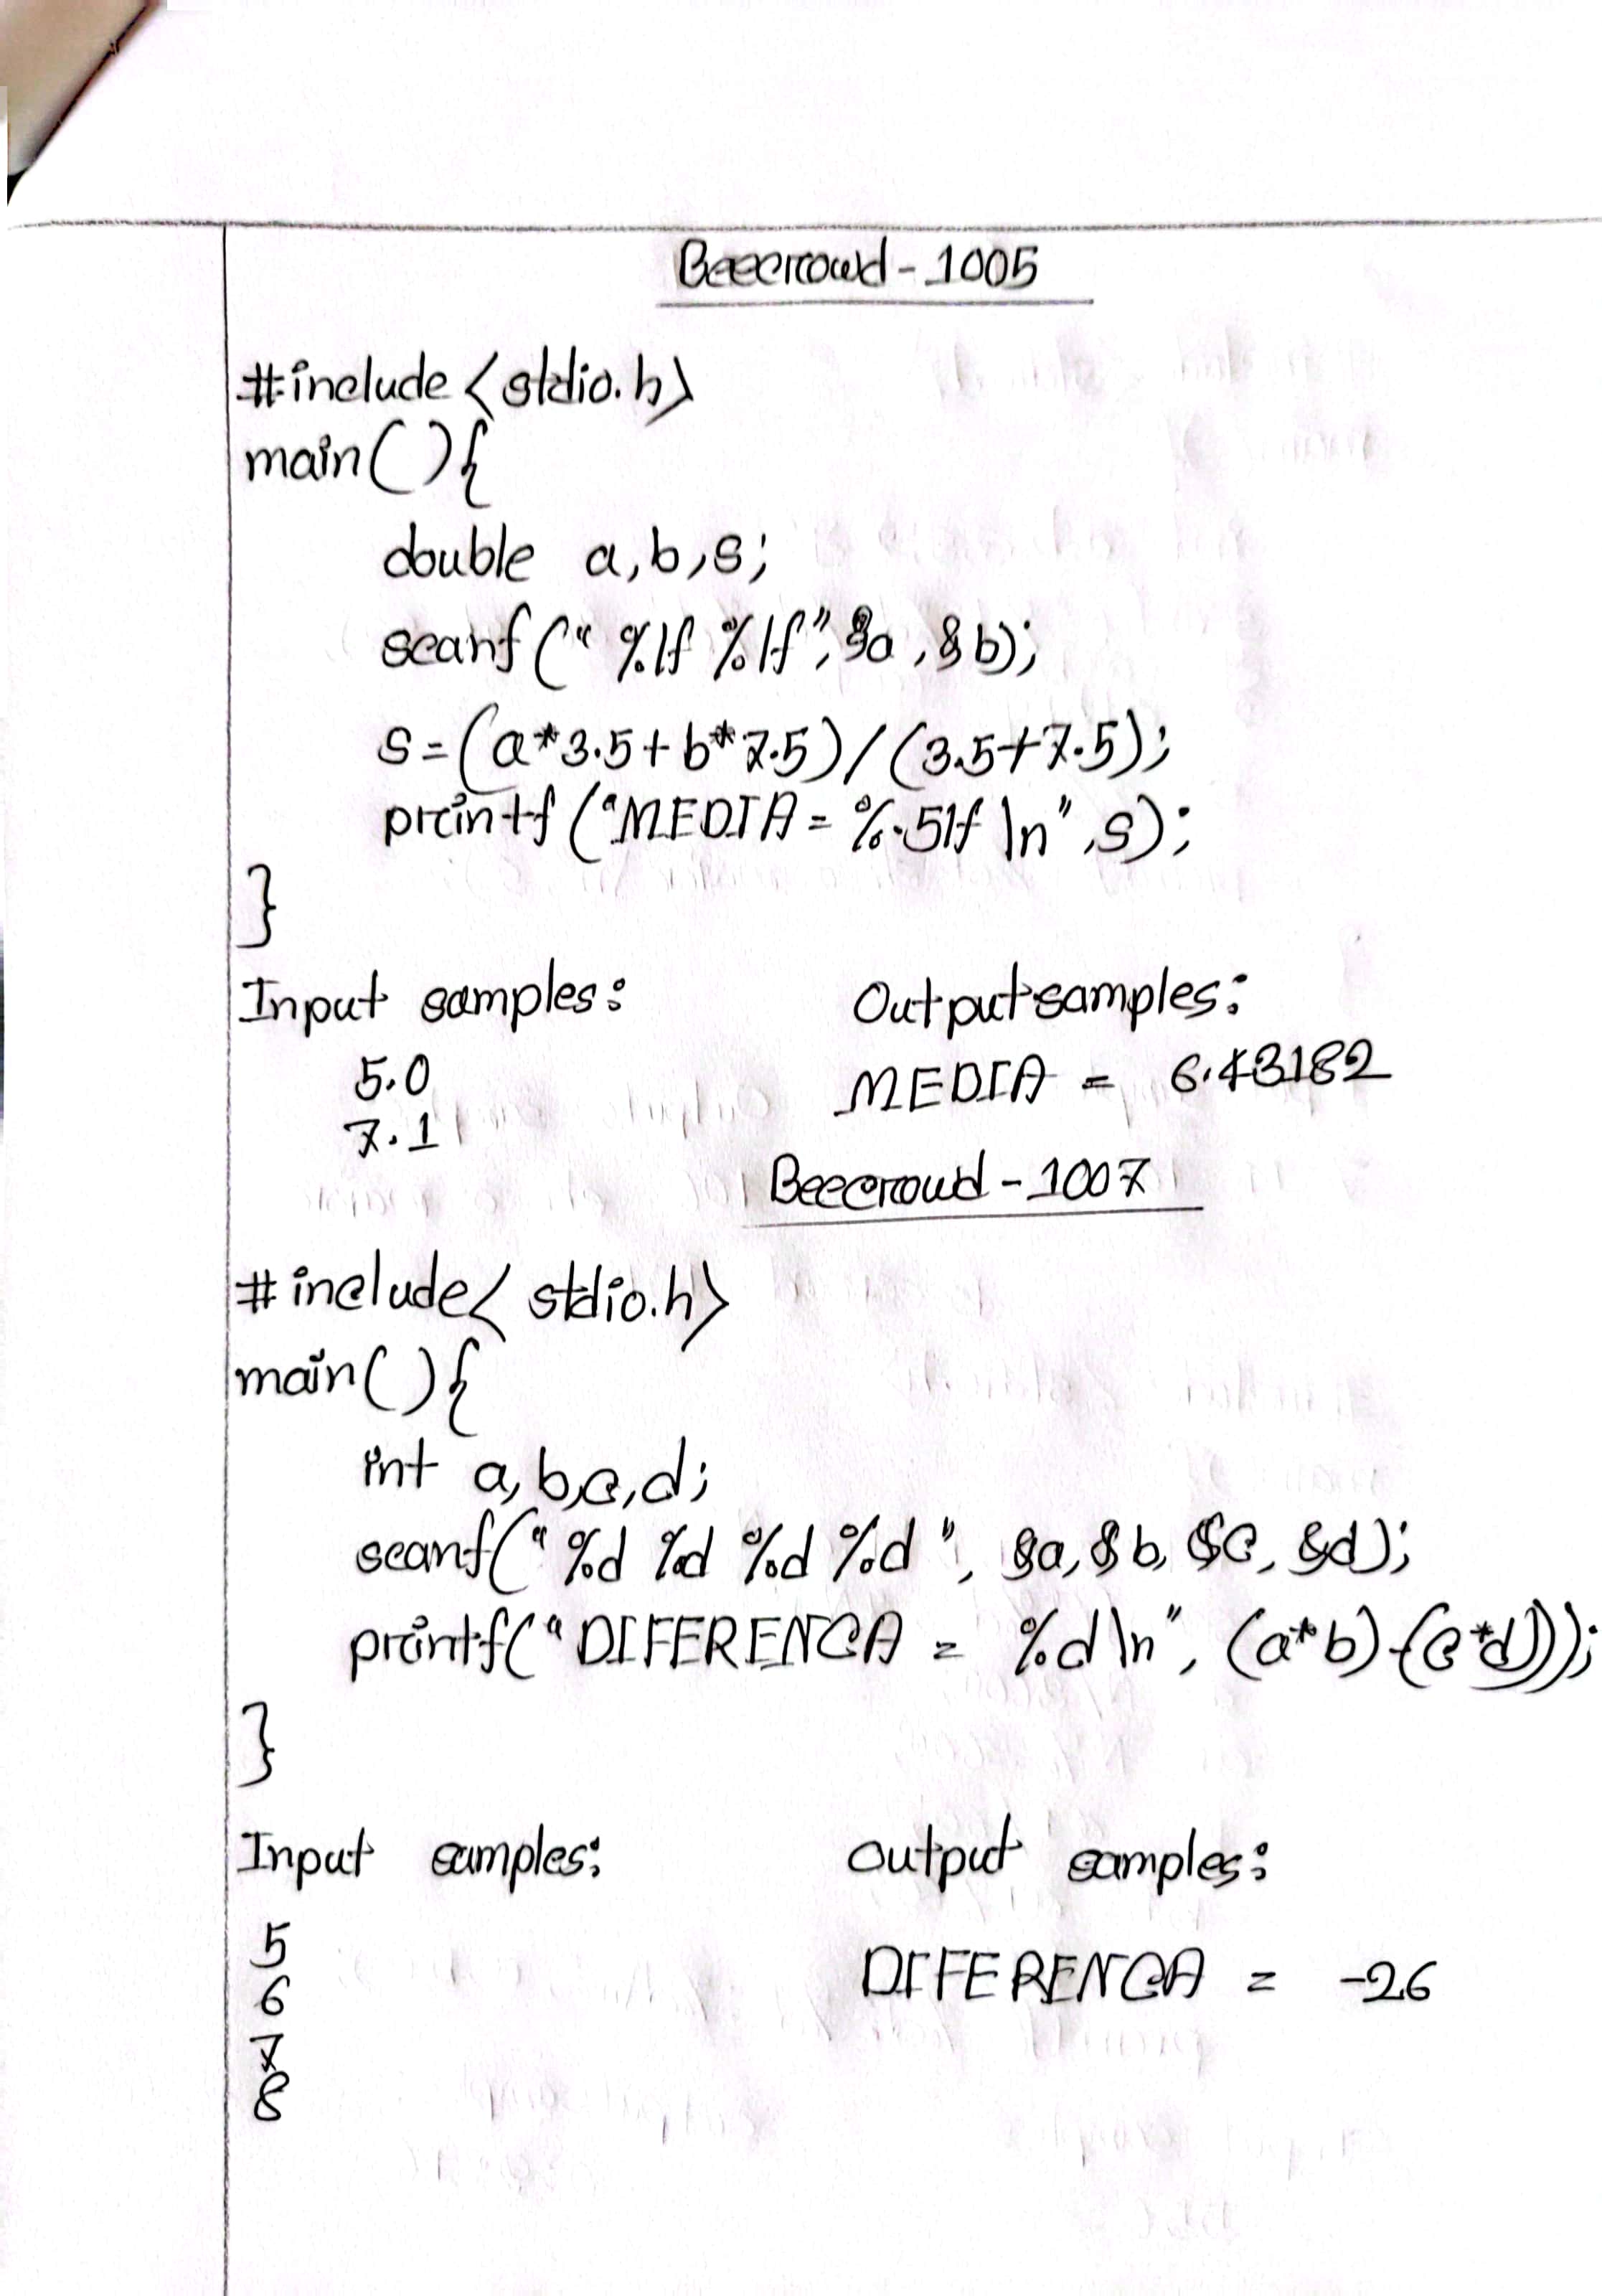 Beecrowd - 1005
#include <stdio.h>
main(){
double a,b,s;
scanf("%lf %lf",&a,&b);
s=(a*3.5+b*7.5)/(3.5+7.5);
printf("MEDIA = %.5lf\n",s);
}
Input samples: Output samples:
5.0 MEDIA = 6.43182
7.1
Beecrowd - 1007
#include< stdio.h>
main(){
int a,b,c,d;
scanf("%d %d %d %d", &a,&b,&c,&d);
printf("DIFERENCA = %d\n", (a*b)-(c*d));
}
Input samples: output samples:
5 DIFERENCA = -26
6
7
8